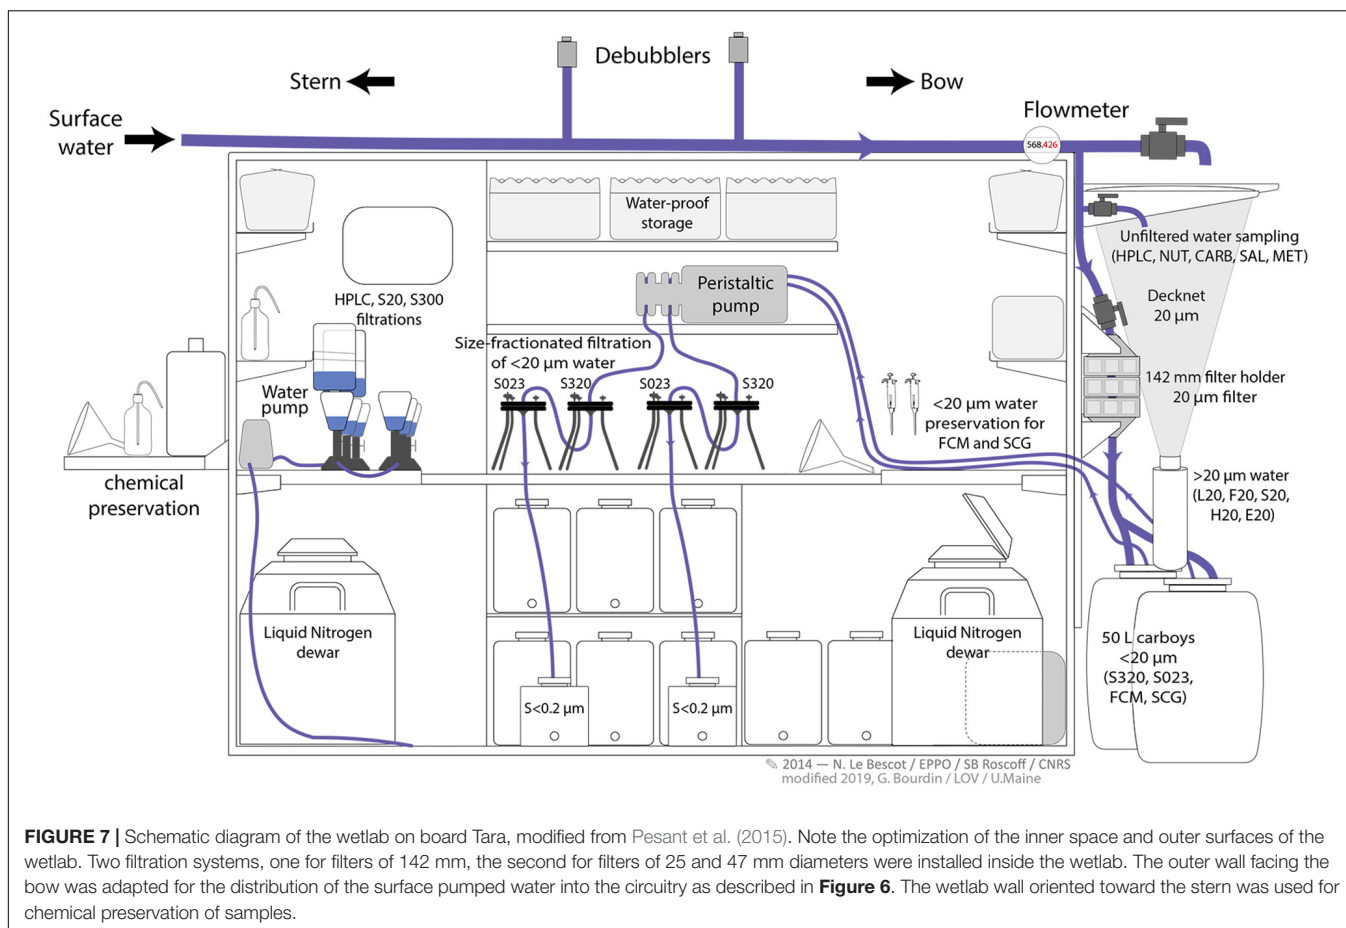 Debubblers
Stern
Bow
Surface
water
Flowmeter
568.426
Water-proof
storage
Unfiltered water sampling
(HPLC, NUT, CARB, SAL, MET)
HPLC, S20, S300
filtrations
Peristaltic
pump
Decknet
20 µm
Size-fractionated filtration
of <20 µm water
S023
S320
S023
S320
Water
pump
142 mm filter holder
20 µm filter
<20 µm water
preservation for
FCM and SCG
chemical
preservation
>20 µm water
(L20, F20, S20,
H20, E20)
Liquid Nitrogen
dewar
Liquid Nitrogen
dewar
50 L carboys
<20 µm
(S320, S023,
FCM, SCG)
S<0.2 µm
S<0.2 µm
✎ 2014 — N. Le Bescot / EPPO / SB Roscoff / CNRS
modified 2019, G. Bourdin / LOV / U.Maine
FIGURE 7 | Schematic diagram of the wetlab on board Tara, modified from Pesant et al. (2015). Note the optimization of the inner space and outer surfaces of the
wetlab. Two filtration systems, one for filters of 142 mm, the second for filters of 25 and 47 mm diameters were installed inside the wetlab. The outer wall facing the
bow was adapted for the distribution of the surface pumped water into the circuitry as described in Figure 6. The wetlab wall oriented toward the stern was used for
chemical preservation of samples.